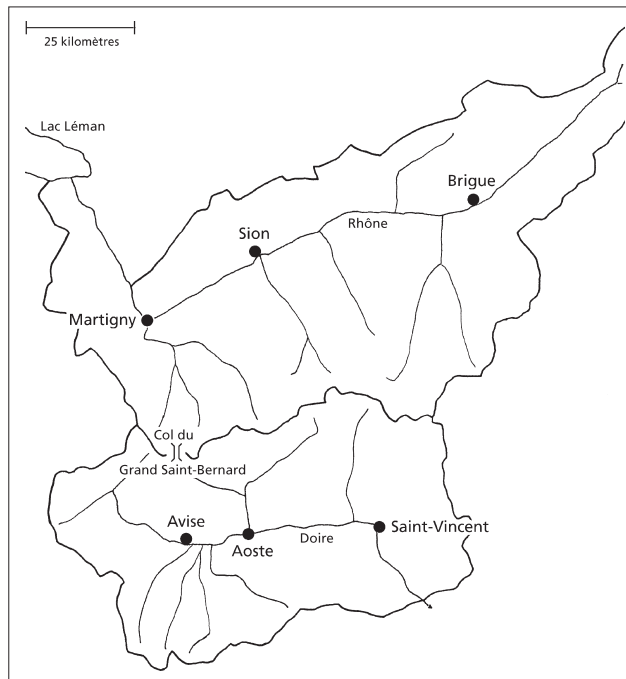 25 kilomètres
Lac Léman
Brigue
Rhône
Sion
Martigny
Col du
Grand Saint-Bernard
Avise
Aoste
Doire
Saint-Vincent